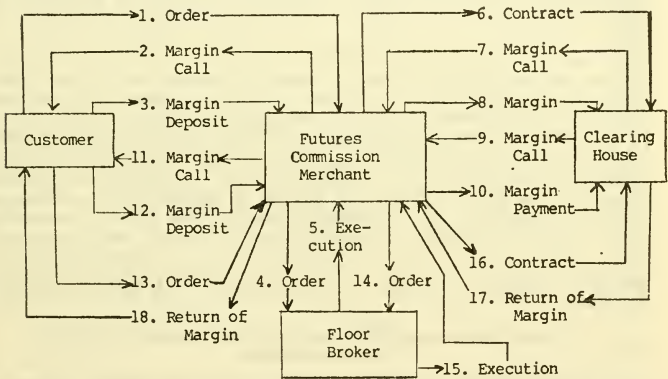 1. Order
6. Contract
2. Margin
Call
7. Margin
Call
3. Margin
Deposit
8. Margin
Customer
Futures
Commission
Merchant
9. Margin
Call
Clearing
House
11. Margin
Call
10. Margin
Payment
12. Margin
Deposit
5. Exe-
cution
16. Contract
13. Order
4. Order
14. Order
17. Return of
Margin
18. Return of
Margin
Floor
Broker
15. Execution